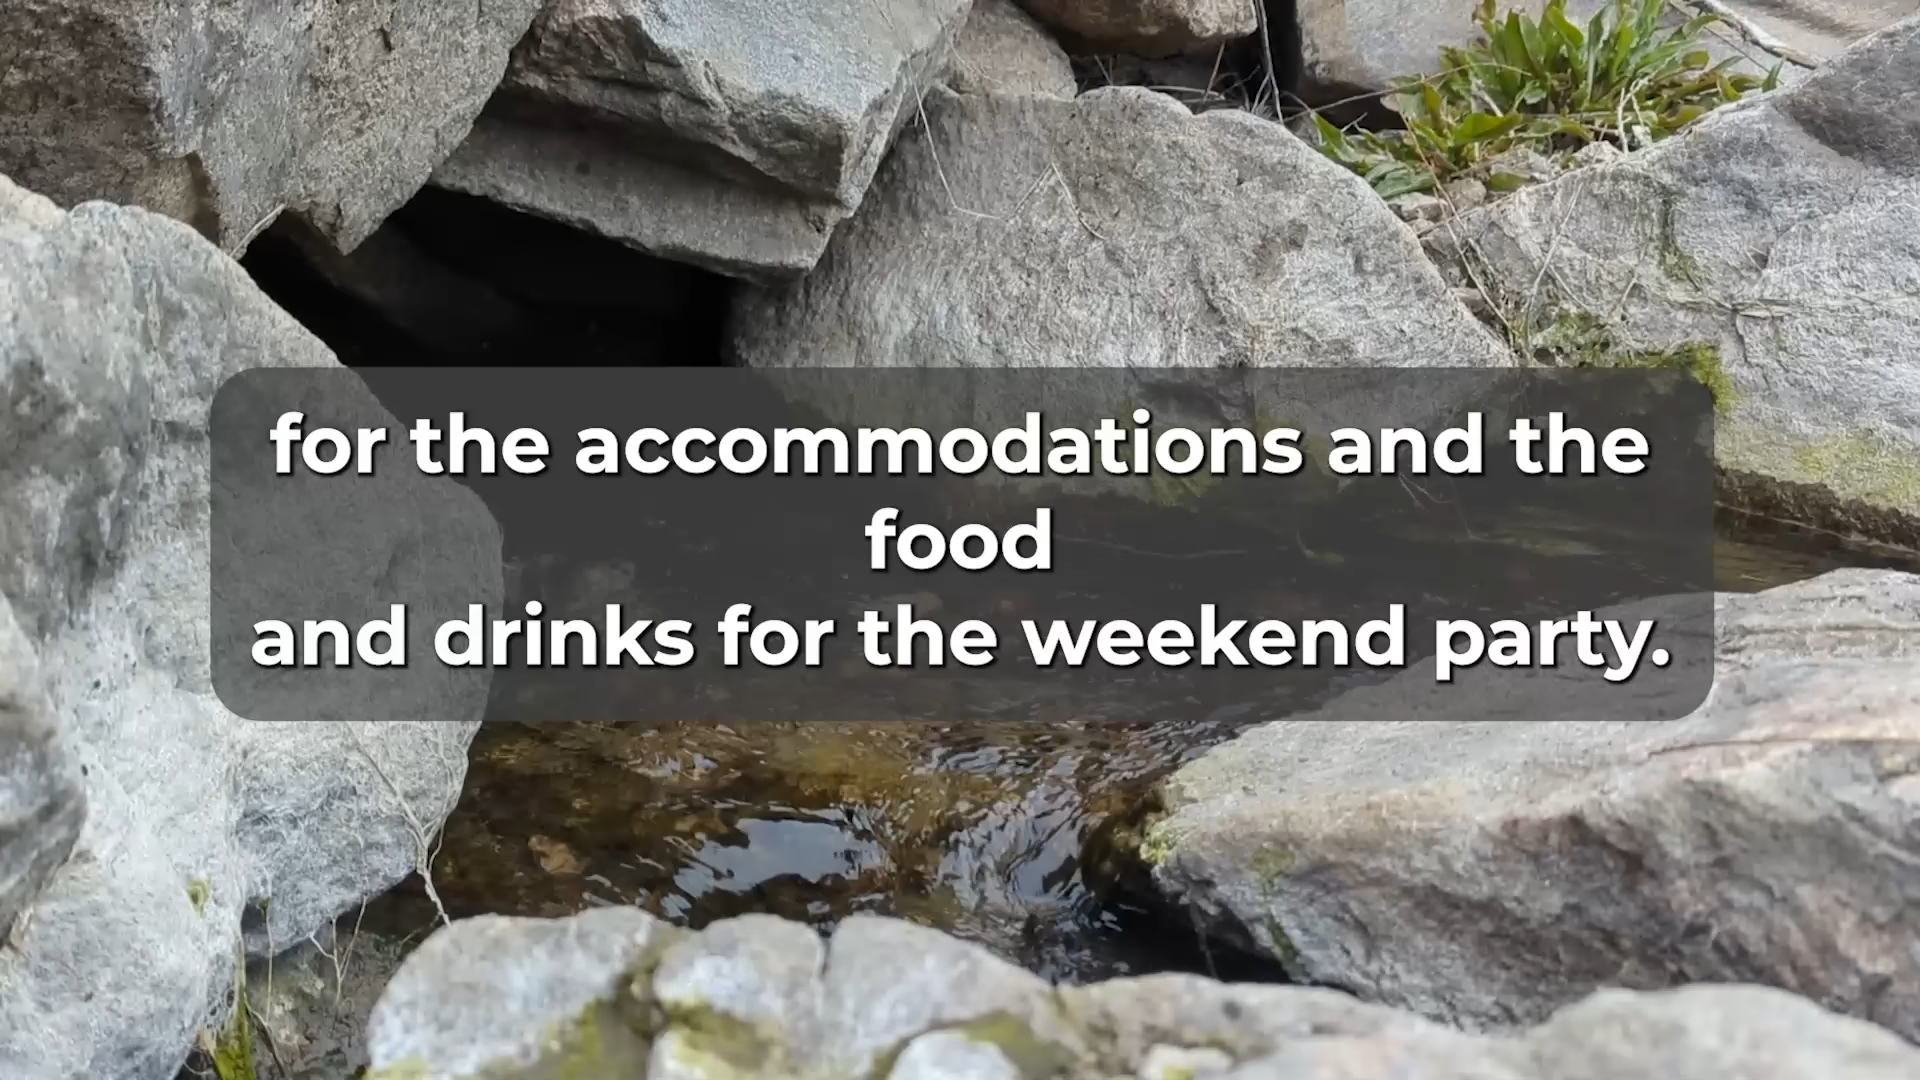 for the accommodations and the
food
and drinks for the weekend party.